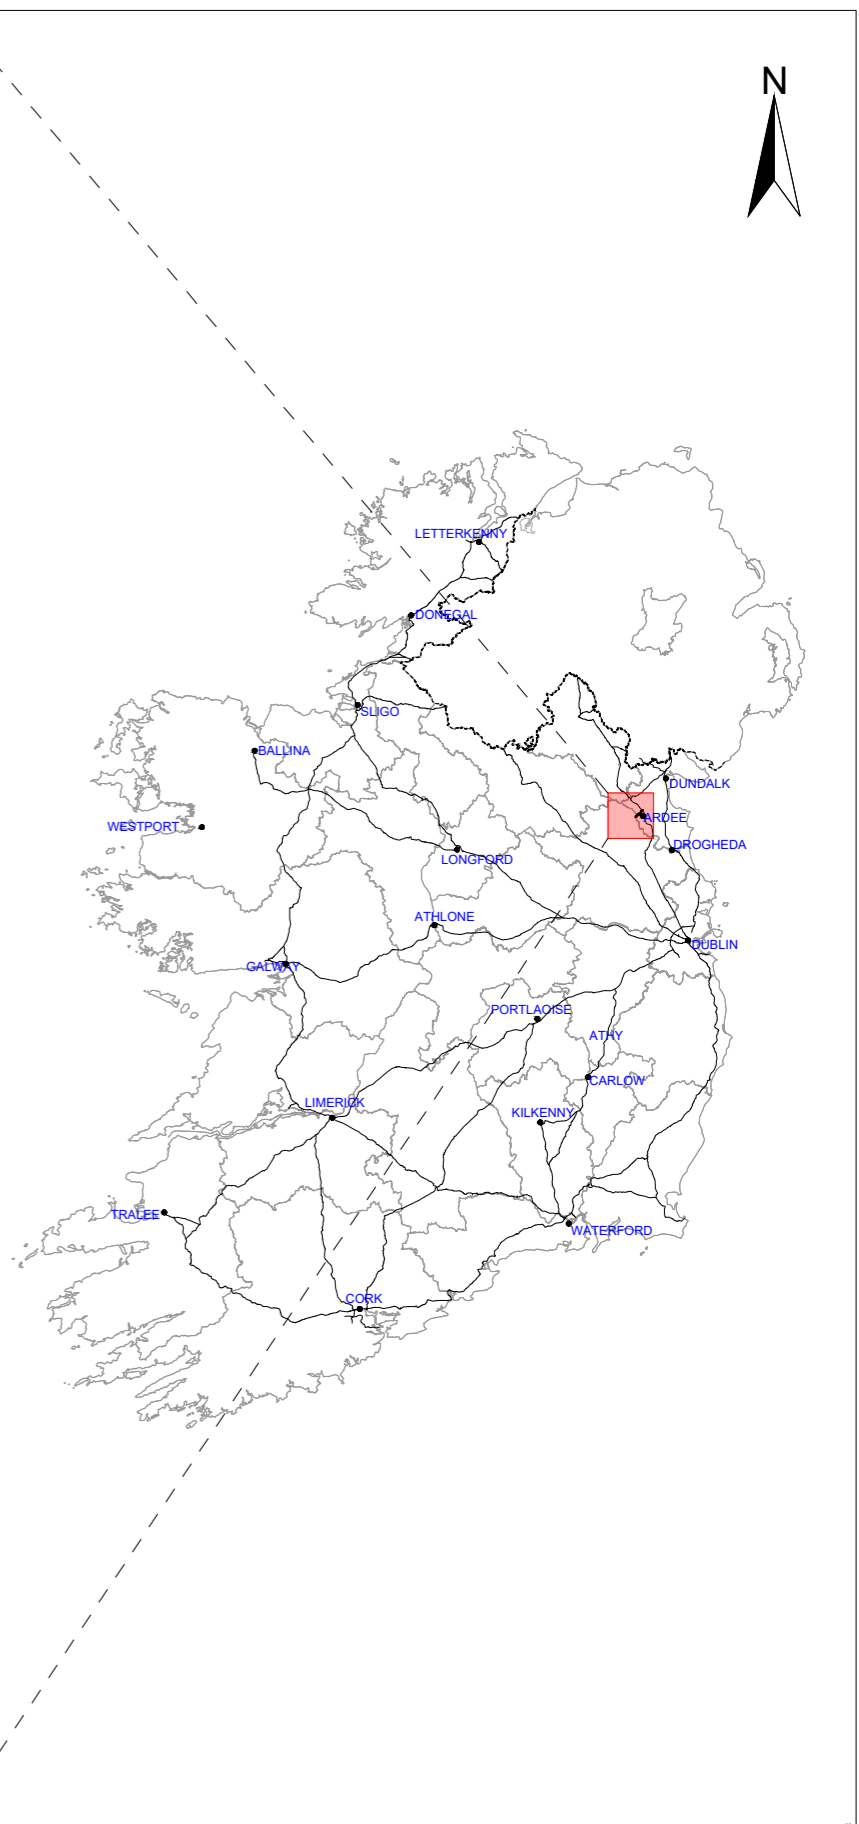 N
LETTERKENNY
DONEGAL
SLIGO
BALLINA
DUNDALK
WESTPORT
ARDEE
DROGHEDA
LONGFORD
ATHLONE
DUBLIN
GALWAY
PORTLAOISE
ATHY
CARLOW
LIMERICK
KILKENNY
TRALEE
WATERFORD
CORK